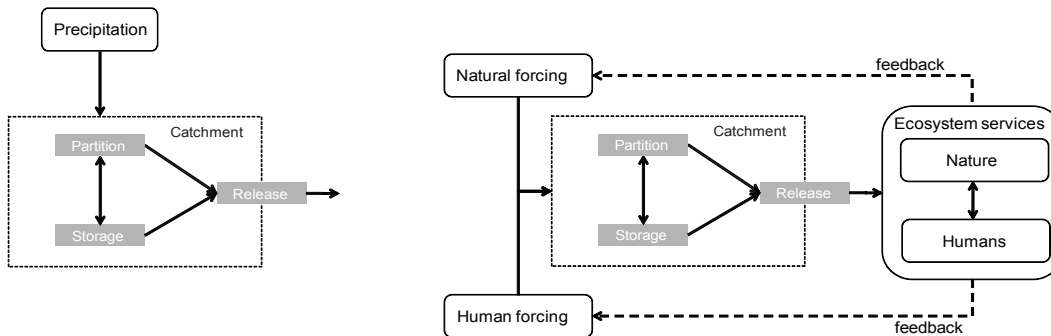 Precipitation
Catchment
Partition
Release
Storage
feedback
Natural forcing
Ecosystem services
Catchment
Partition
Nature
Release
Storage
Humans
Human forcing
feedback